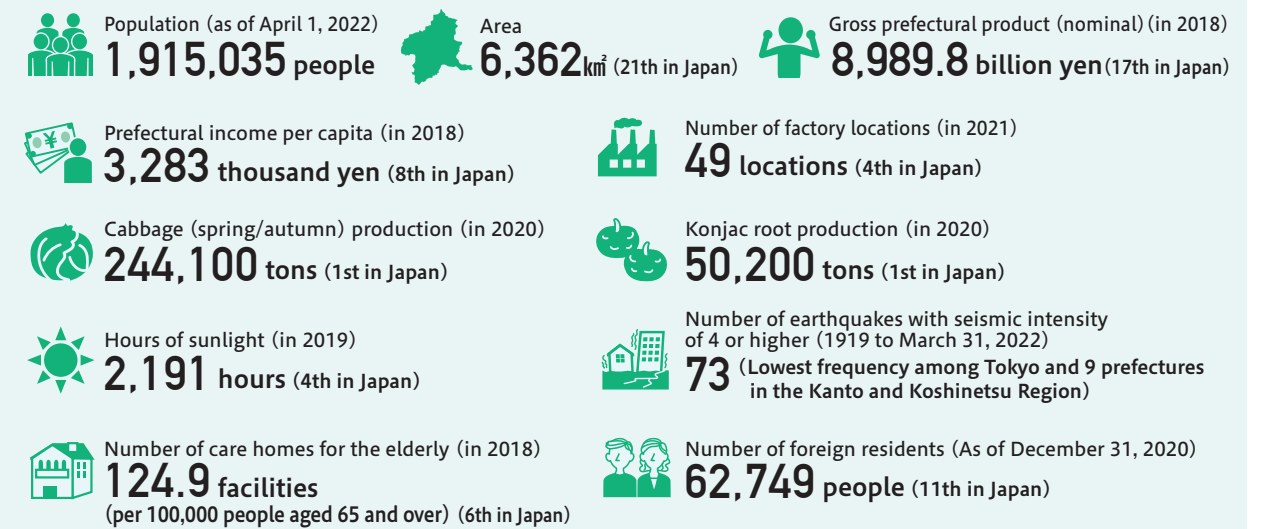 Population (as of April 1, 2022)
1,915,035 people
Area
6,362㎢ (21th in Japan)
Gross prefectural product (nominal) (in 2018)
8,989.8 billion yen (17th in Japan)
Prefectural income per capita (in 2018)
3,283 thousand yen (8th in Japan)
Number of factory locations (in 2021)
49 locations (4th in Japan)
Cabbage (spring/autumn) production (in 2020)
244,100 tons (1st in Japan)
Konjac root production (in 2020)
50,200 tons (1st in Japan)
Hours of sunlight (in 2019)
2,191 hours (4th in Japan)
Number of earthquakes with seismic intensity
of 4 or higher (1919 to March 31, 2022)
73 (Lowest frequency among Tokyo and 9 prefectures
in the Kanto and Koshinetsu Region)
Number of care homes for the elderly (in 2018)
124.9 facilities
(per 100,000 people aged 65 and over) (6th in Japan)
Number of foreign residents (As of December 31, 2020)
62,749 people (11th in Japan)
¥